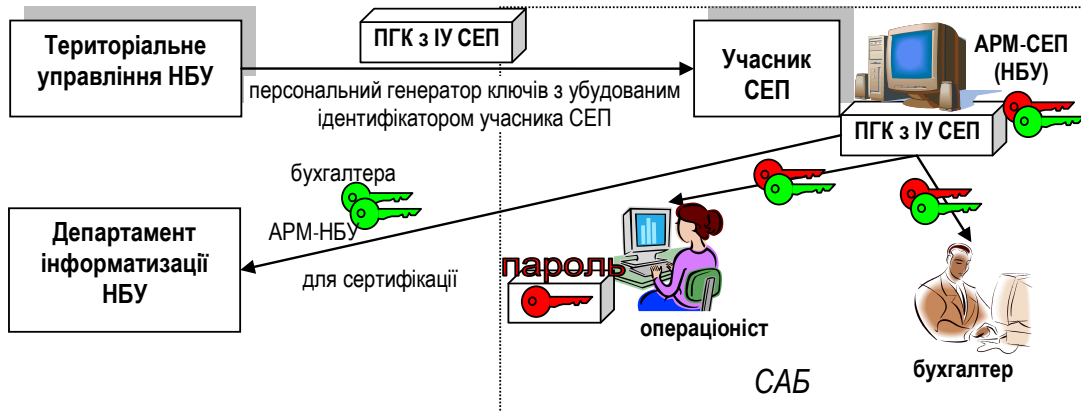 Територіальне
управління НБУ
ПГК з ІУ СЕП
Учасник
СЕП
АРМ-СЕП
(НБУ)
персональний генератор ключів з убудованим
ідентифікатором учасника СЕП
ПГК з ІУ СЕП
бухгалтера
АРМ-НБУ
для сертифікації
Департамент
інформатизації
НБУ
пароль
операціоніст
бухгалтер
САБ